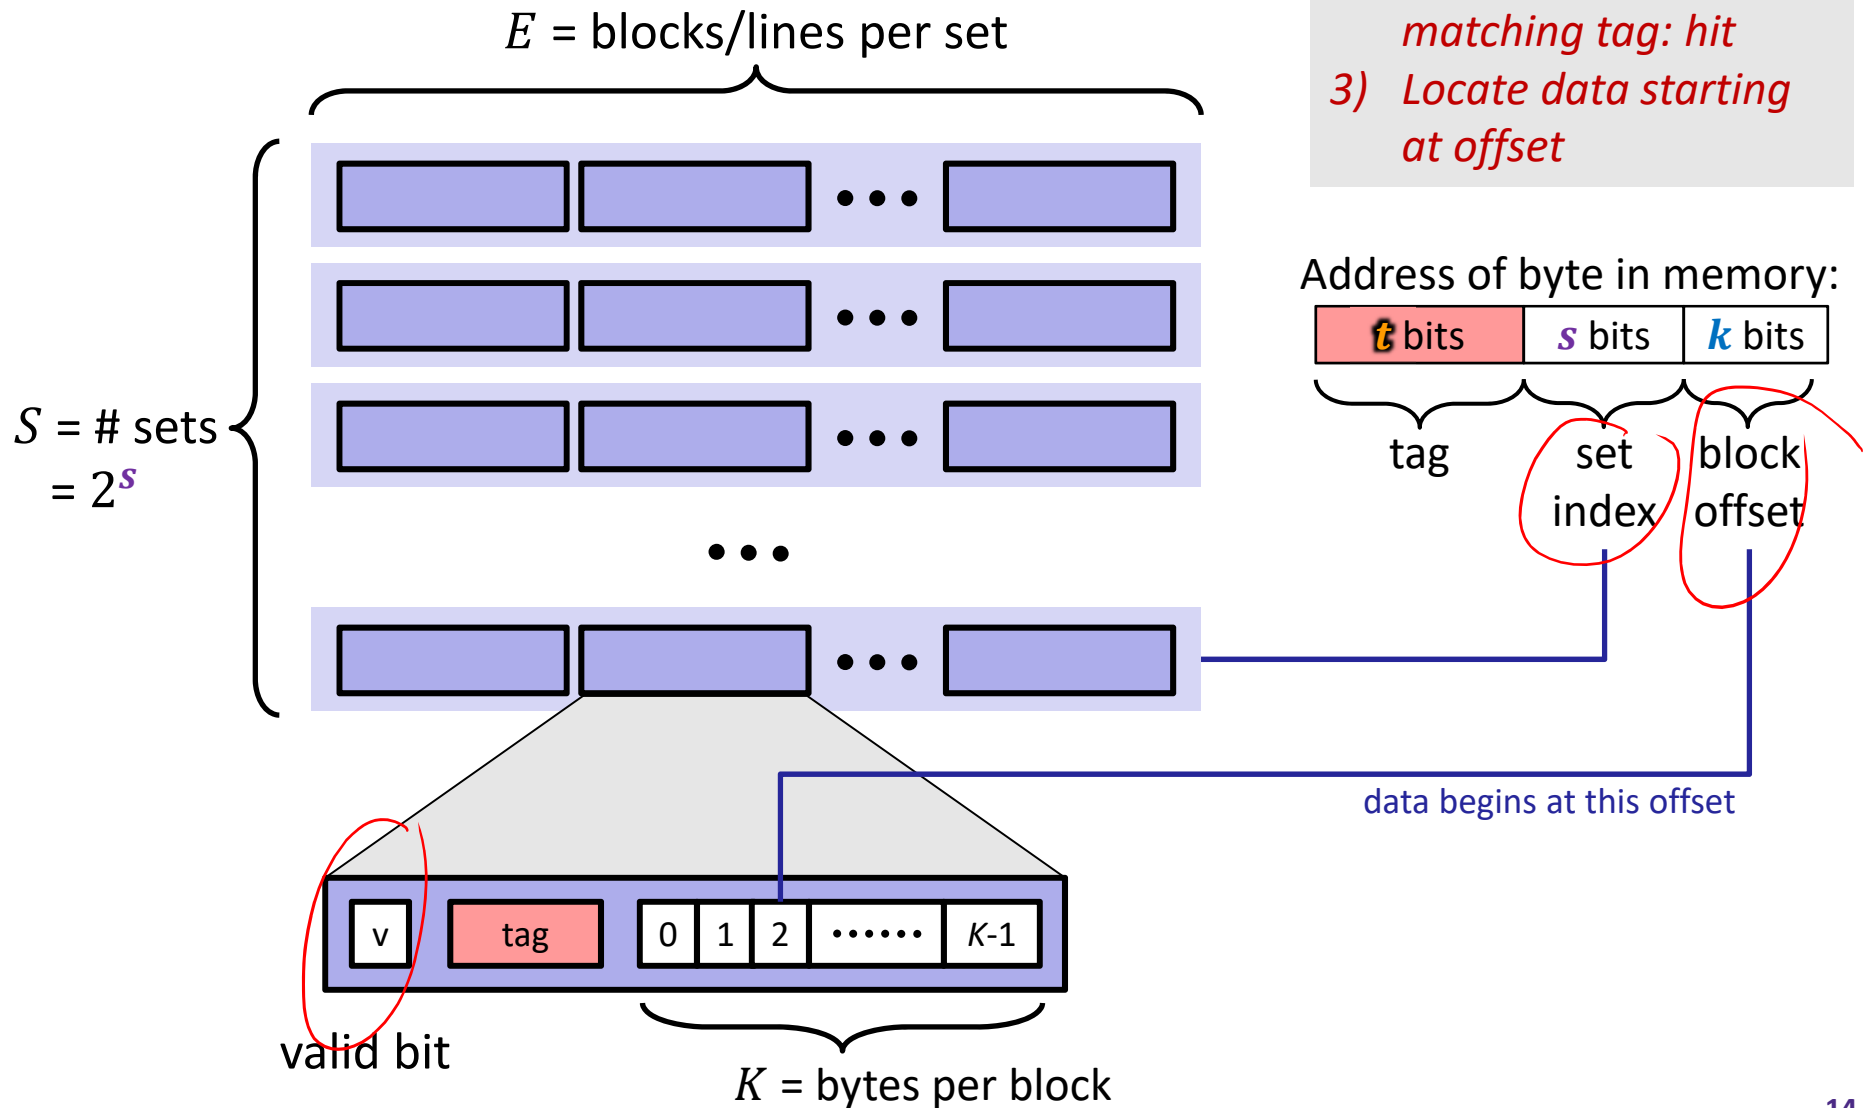 E = blocks/lines per set
matching tag: hit
3) Locate data starting
at offset
Address of byte in memory:
t bits s bits k bits
tag set index block offset
S = # sets
= 2^s
data begins at this offset
v tag 0 1 2 •••••• K-1
valid bit
K = bytes per block
14